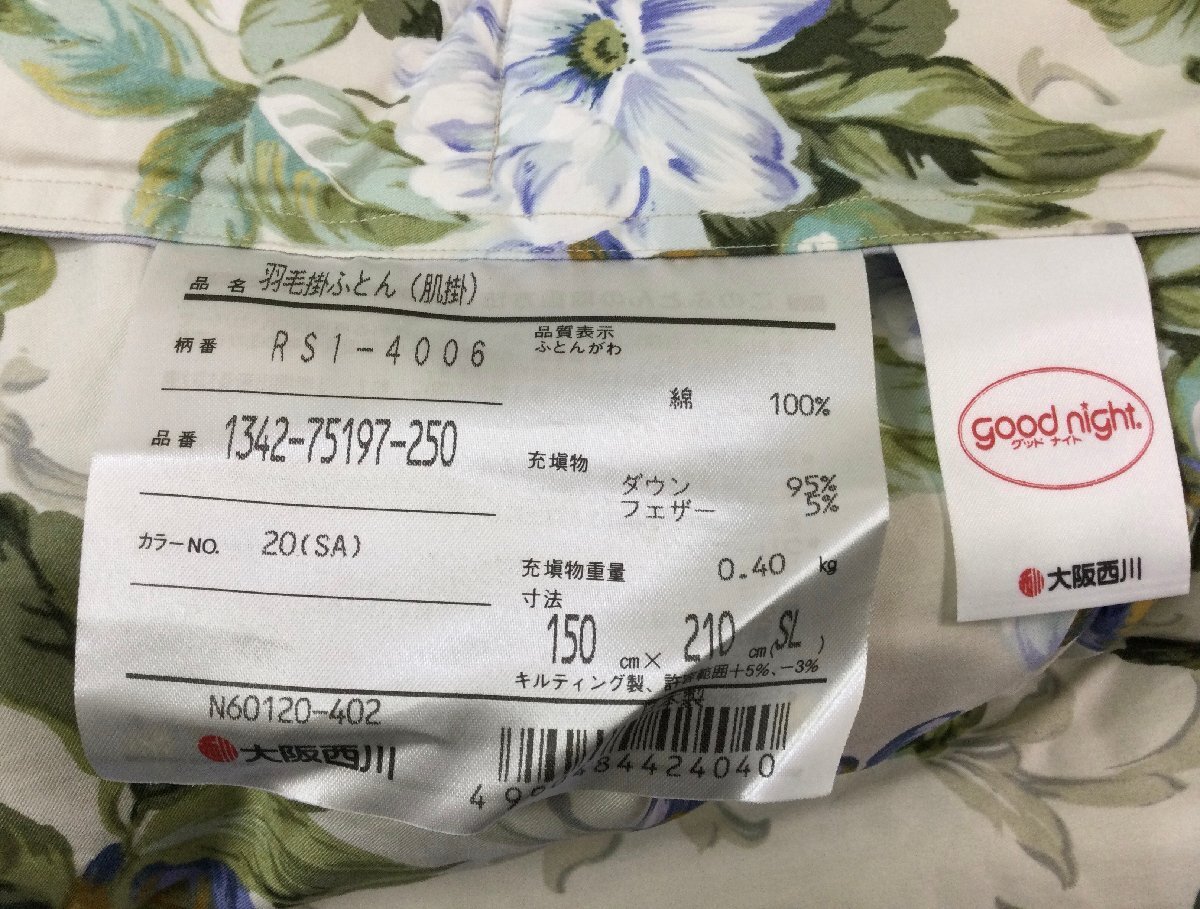 品 名 羽毛掛ふとん(肌掛)
柄番 RS1-4006
品番 1342-75197-250
カラーNO. 20(SA)
品質表示
ふとんがわ
綿 100%
充填物
ダウン 95%
フェザー 5%
充填物重量 0.40 kg
寸法
150 cm× 210 cm(SL)
キルティング製、許容範囲+5%、-3%
N60120-402
大阪西川
84424040
good night.
グッド ナイト
大阪西川